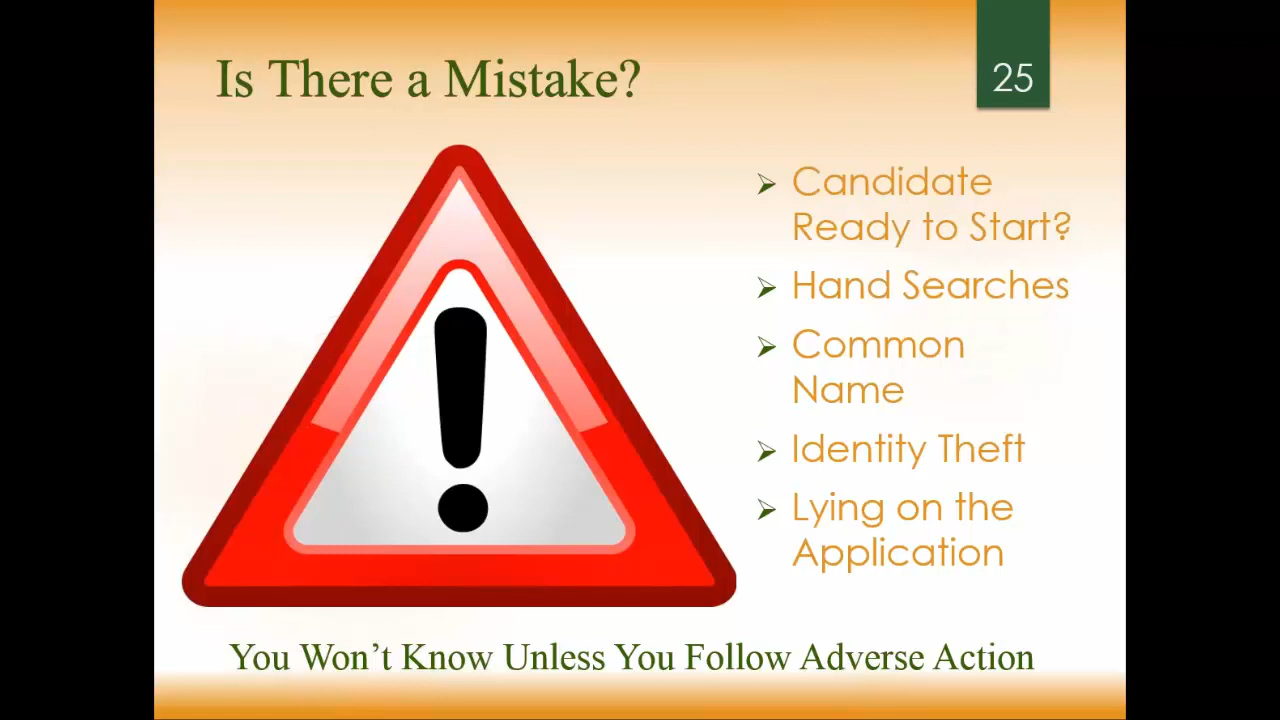 Is There a Mistake?
25
Candidate
Ready to Start?
Hand Searches
Common
Name
Identity Theft
Lying on the
Application
You Won’t Know Unless You Follow Adverse Action